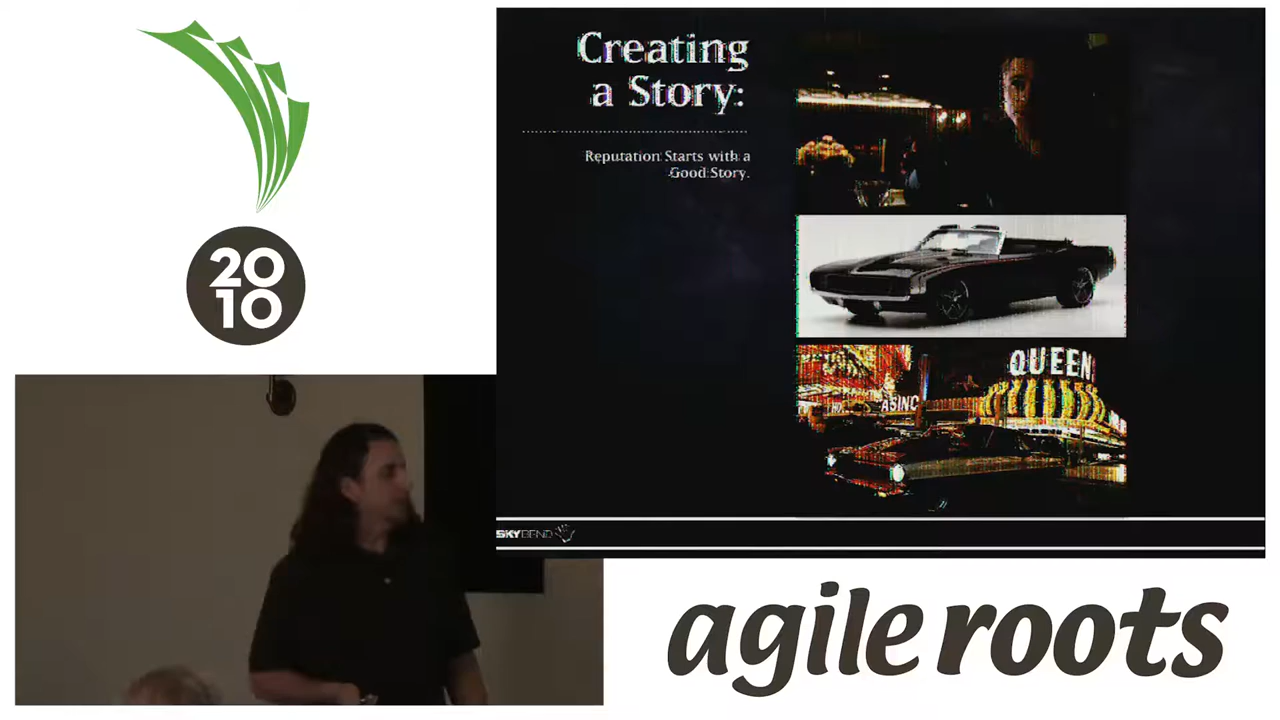 20
10
Creating
a Story:
Reputation Starts with a
Good Story.
QUEEN
ASINO
SKYBEND
agile roots